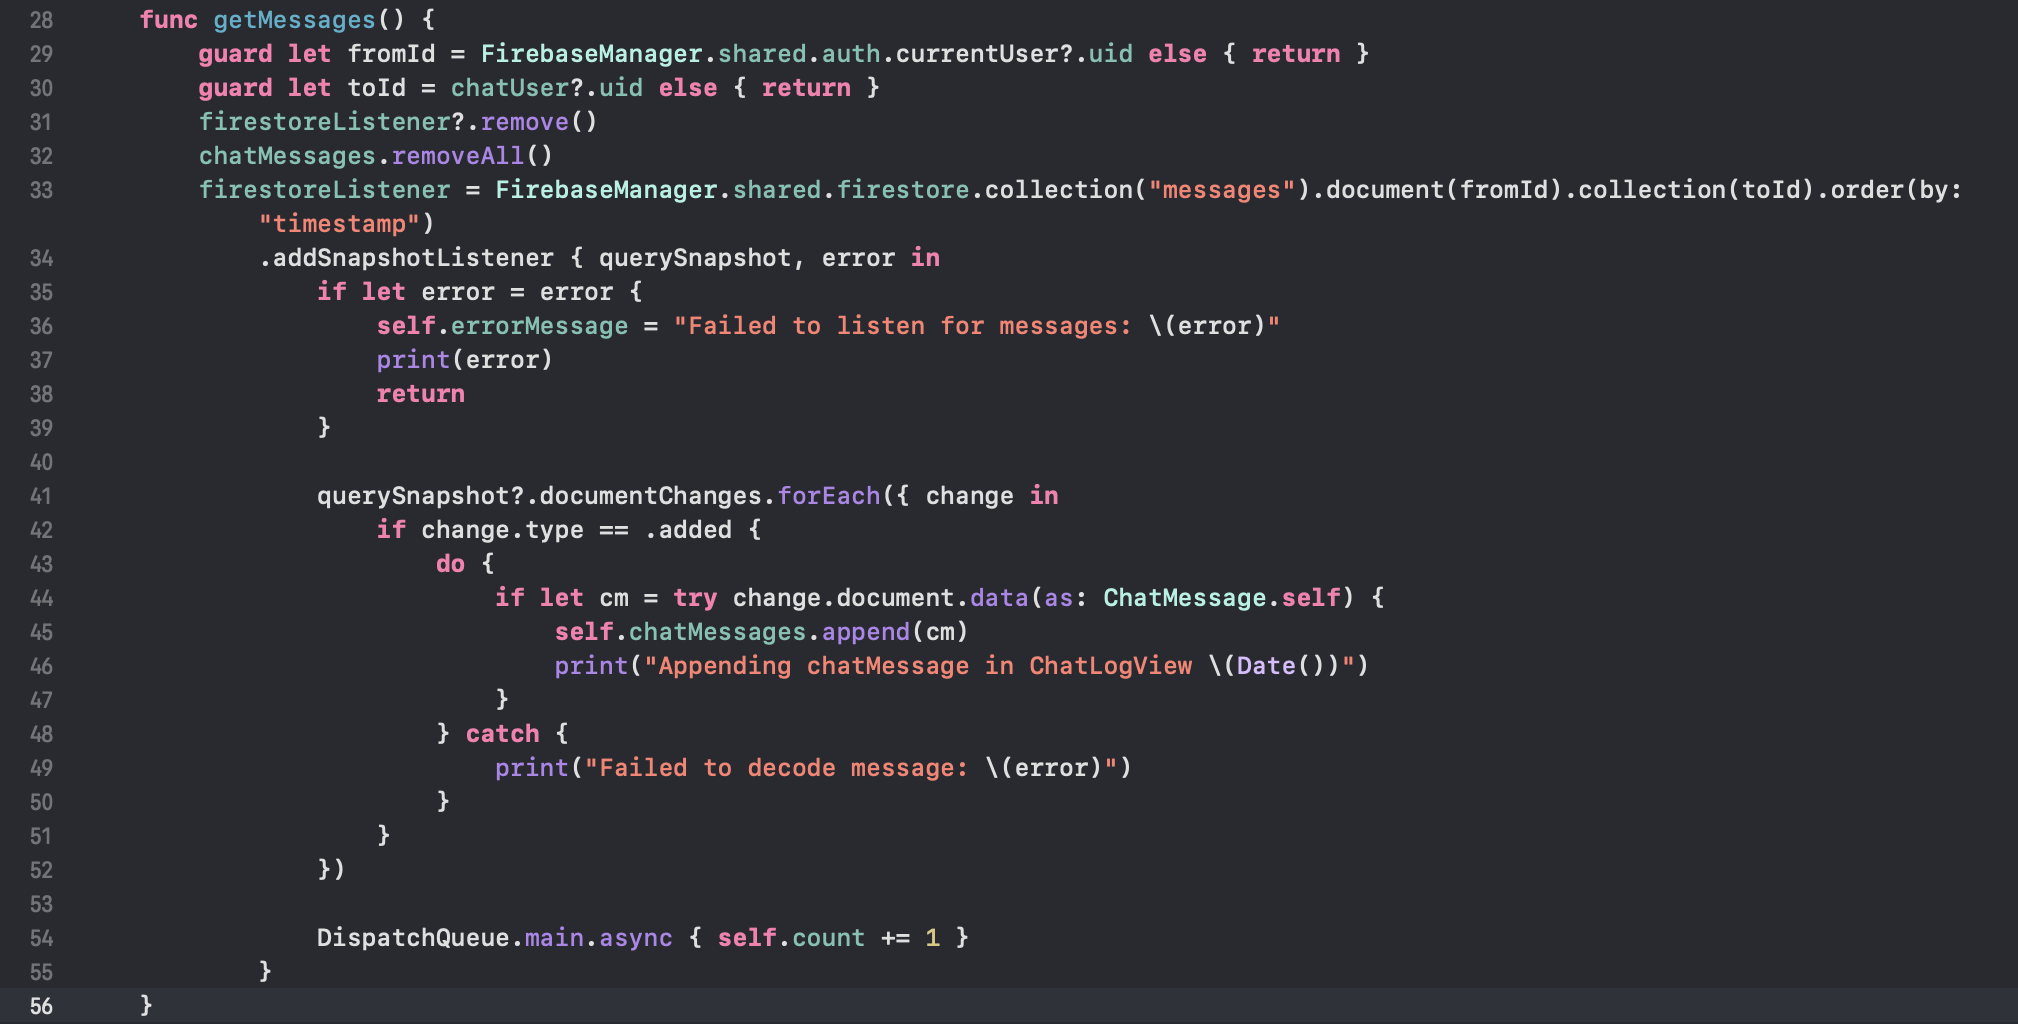 28 func getMessages() {
29 guard let fromId = FirebaseManager.shared.auth.currentUser?.uid else { return }
30 guard let toId = chatUser?.uid else { return }
31 firestoreListener?.remove()
32 chatMessages.removeAll()
33 firestoreListener = FirebaseManager.shared.firestore.collection("messages").document(fromId).collection(toId).order(by:
"timestamp")
34 .addSnapshotListener { querySnapshot, error in
35 if let error = error {
36 self.errorMessage = "Failed to listen for messages: \(error)"
37 print(error)
38 return
39 }
40
41 querySnapshot?.documentChanges.forEach({ change in
42 if change.type == .added {
43 do {
44 if let cm = try change.document.data(as: ChatMessage.self) {
45 self.chatMessages.append(cm)
46 print("Appending chatMessage in ChatLogView \(Date())")
47 }
48 } catch {
49 print("Failed to decode message: \(error)")
50 }
51 }
52 })
53
54 DispatchQueue.main.async { self.count += 1 }
55 }
56 }